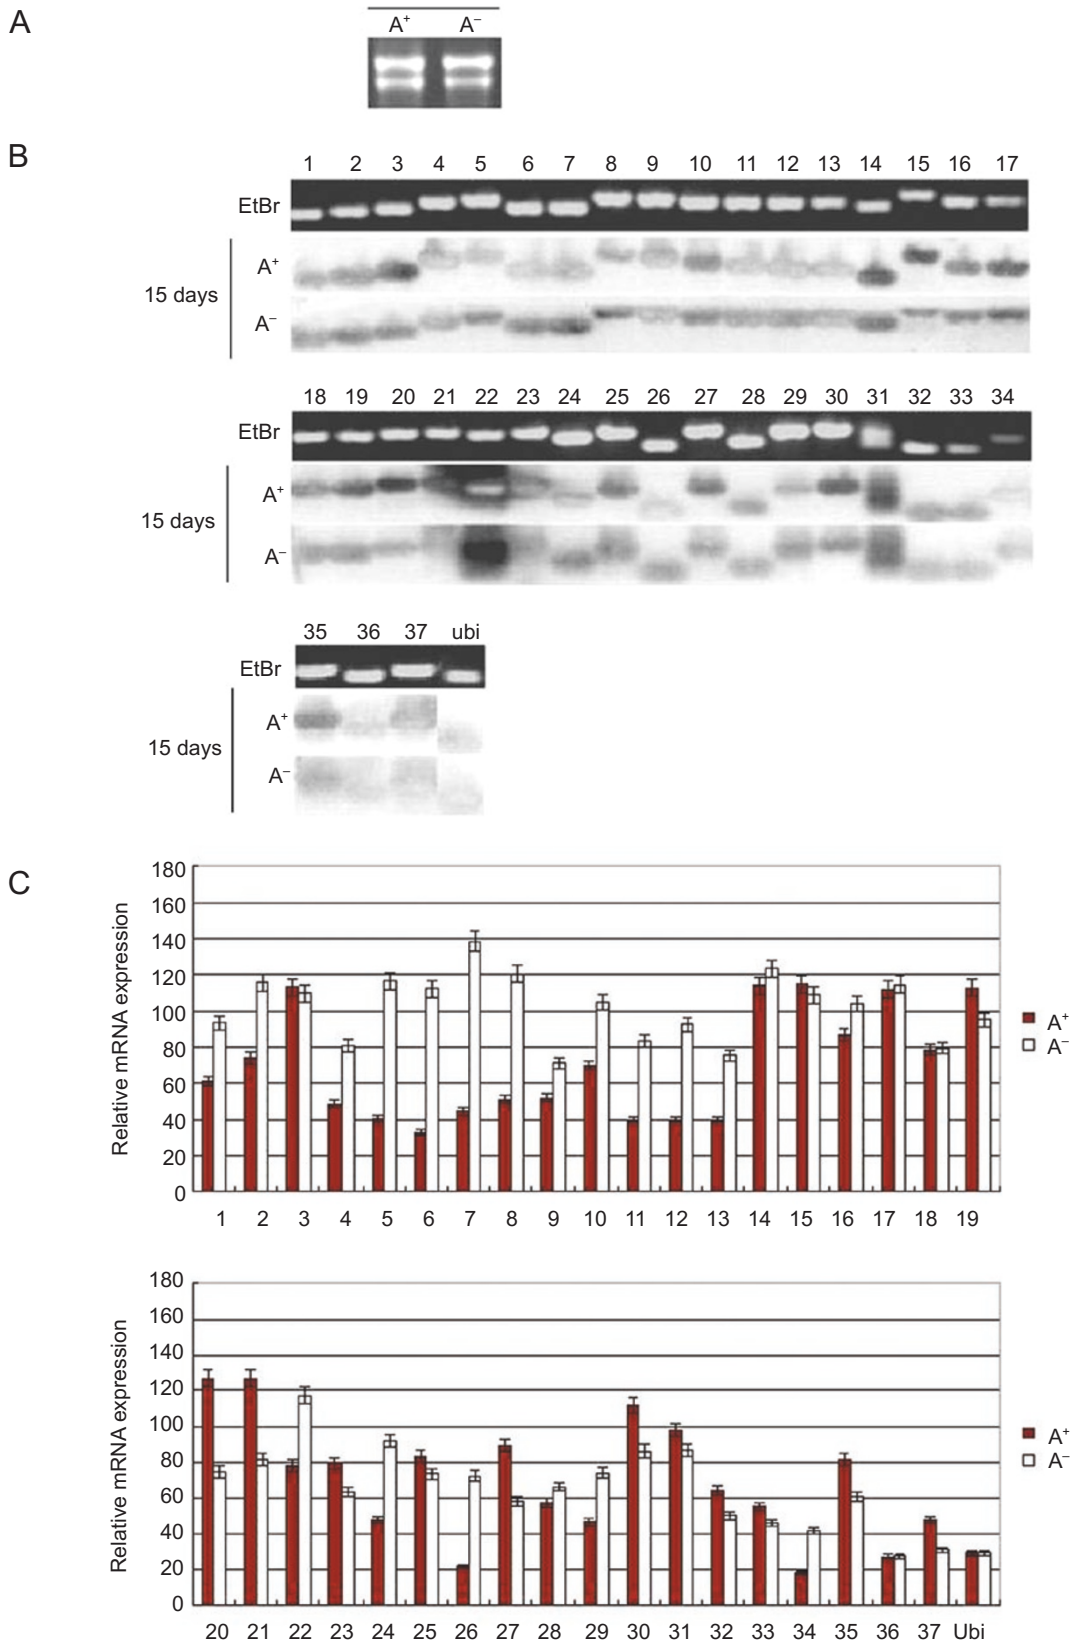 A
A⁺ A⁻
B
1 2 3 4 5 6 7 8 9 10 11 12 13 14 15 16 17
EtBr
A⁺
15 days
A⁻
18 19 20 21 22 23 24 25 26 27 28 29 30 31 32 33 34
EtBr
A⁺
15 days
A⁻
35 36 37 ubi
EtBr
A⁺
15 days
A⁻
C
Relative mRNA expression
180
160
140
120
100
80
60
40
20
0
1 2 3 4 5 6 7 8 9 10 11 12 13 14 15 16 17 18 19
A⁺
A⁻
Relative mRNA expression
180
160
140
120
100
80
60
40
20
0
20 21 22 23 24 25 26 27 28 29 30 31 32 33 34 35 36 37 Ubi
A⁺
A⁻